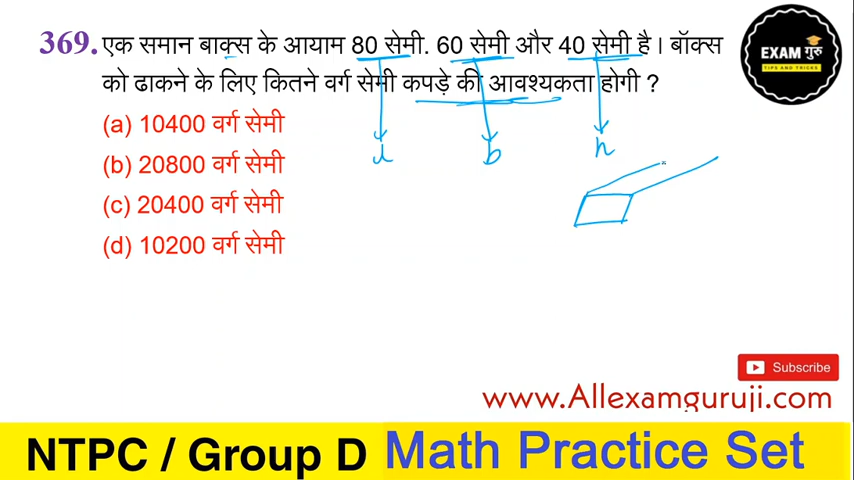 369. एक समान बाक्स के आयाम 80 सेमी. 60 सेमी और 40 सेमी है। बॉक्स
को ढाकने के लिए कितने वर्ग सेमी कपड़े की आवश्यकता होगी ?
(a) 10400 वर्ग सेमी
(b) 20800 वर्ग सेमी
(c) 20400 वर्ग सेमी
(d) 10200 वर्ग सेमी
l b h
EXAM गुरु
TIPS AND TRICKS
Subscribe
www.Allexamguruji.com
NTPC / Group D Math Practice Set